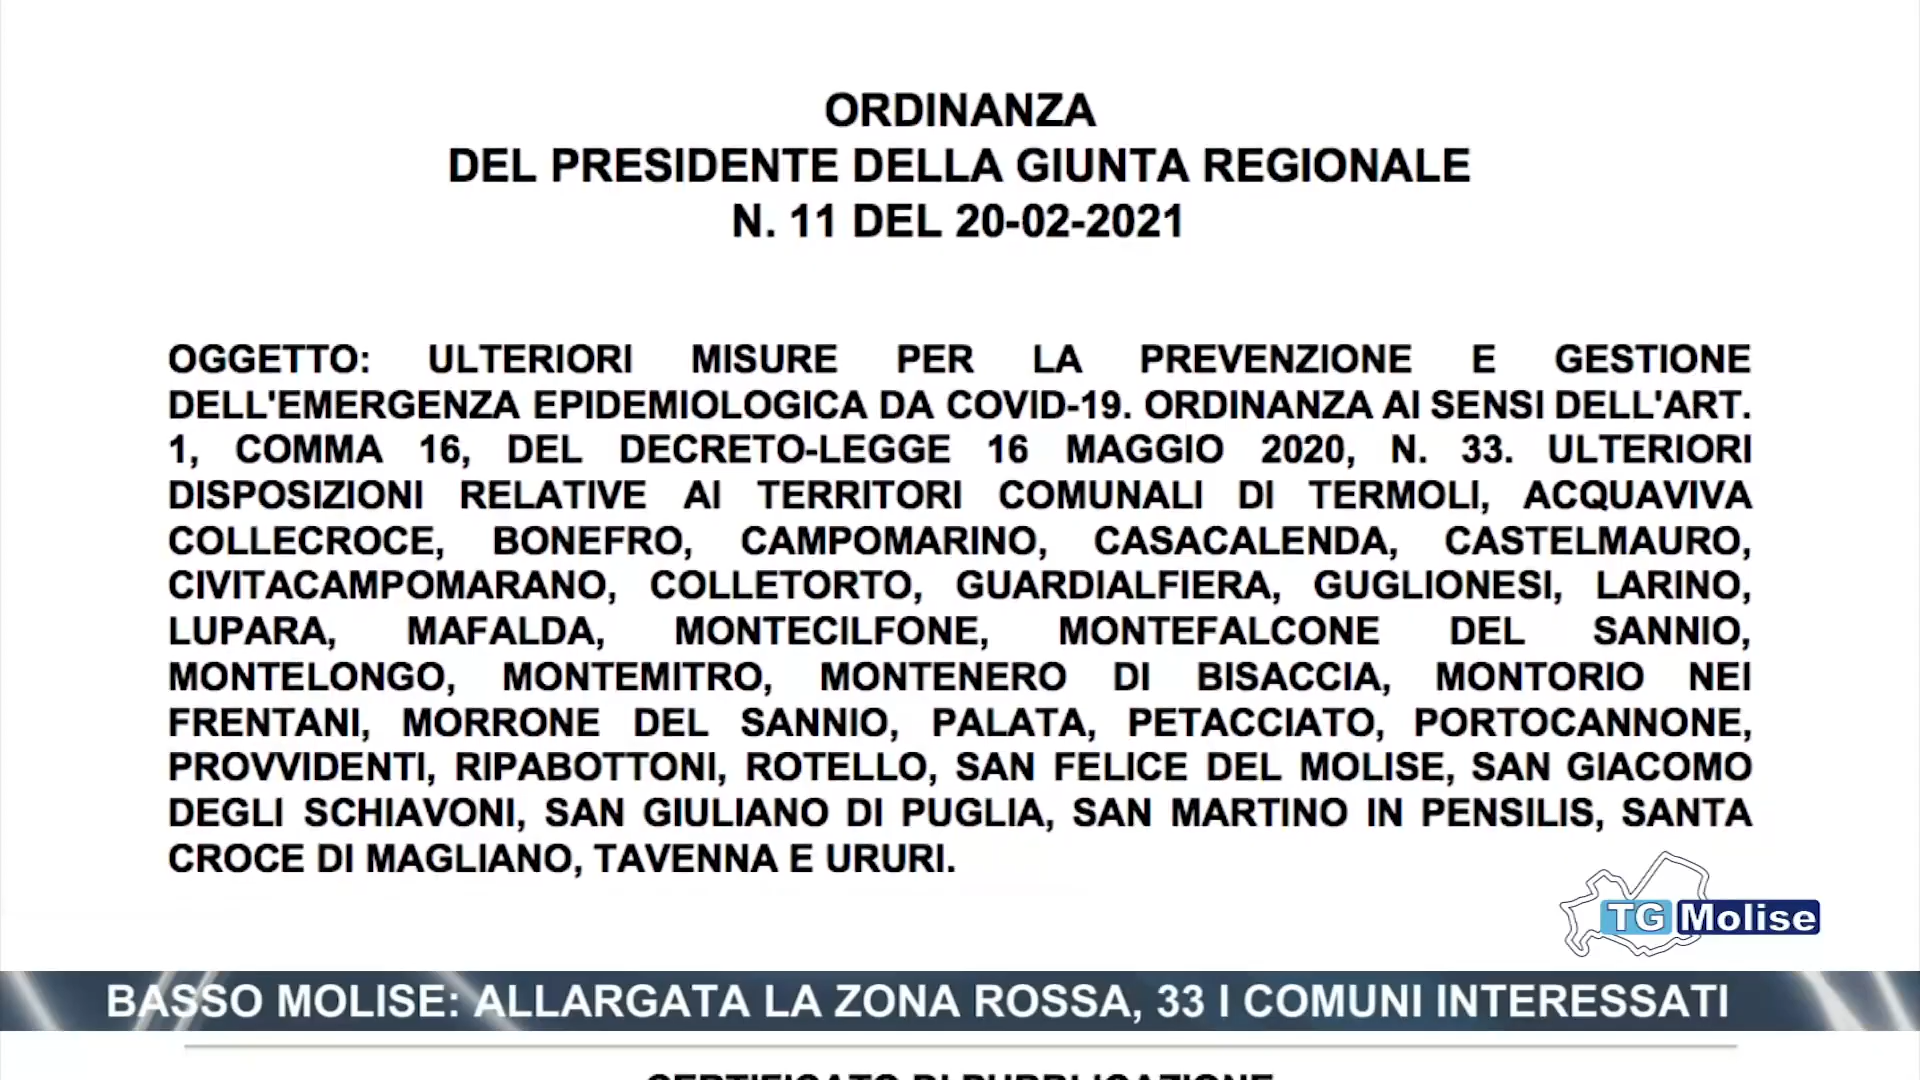 ORDINANZA
DEL PRESIDENTE DELLA GIUNTA REGIONALE
N. 11 DEL 20-02-2021
OGGETTO: ULTERIORI MISURE PER LA PREVENZIONE E GESTIONE
DELL'EMERGENZA EPIDEMIOLOGICA DA COVID-19. ORDINANZA AI SENSI DELL'ART.
1, COMMA 16, DEL DECRETO-LEGGE 16 MAGGIO 2020, N. 33. ULTERIORI
DISPOSIZIONI RELATIVE AI TERRITORI COMUNALI DI TERMOLI, ACQUAVIVA
COLLECROCE, BONEFRO, CAMPOMARINO, CASACALENDA, CASTELMAURO,
CIVITACAMPOMARANO, COLLETORTO, GUARDIALFIERA, GUGLIONESI, LARINO,
LUPARA, MAFALDA, MONTECILFONE, MONTEFALCONE DEL SANNIO,
MONTELONGO, MONTEMITRO, MONTENERO DI BISACCIA, MONTORIO NEI
FRENTANI, MORRONE DEL SANNIO, PALATA, PETACCIATO, PORTOCANNONE,
PROVVIDENTI, RIPABOTTONI, ROTELLO, SAN FELICE DEL MOLISE, SAN GIACOMO
DEGLI SCHIAVONI, SAN GIULIANO DI PUGLIA, SAN MARTINO IN PENSILIS, SANTA
CROCE DI MAGLIANO, TAVENNA E URURI.
TG Molise
BASSO MOLISE: ALLARGATA LA ZONA ROSSA, 33 I COMUNI INTERESSATI
CERTIFICATO DI PUBBLICAZIONE